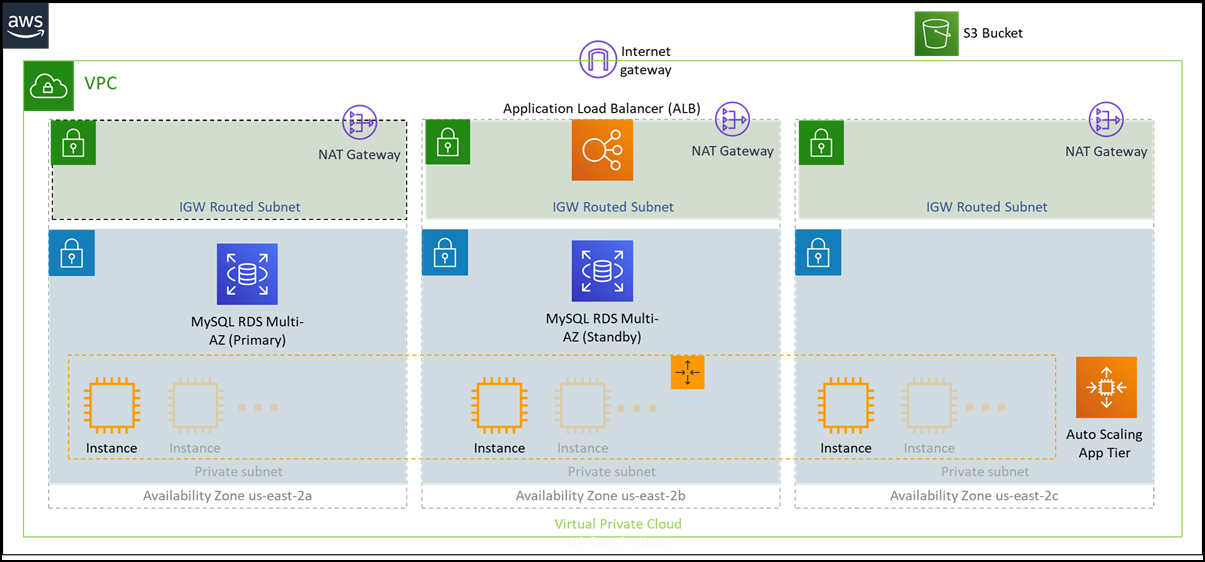 aws
S3 Bucket
Internet
gateway
VPC
Application Load Balancer (ALB)
NAT Gateway
NAT Gateway
NAT Gateway
IGW Routed Subnet
IGW Routed Subnet
IGW Routed Subnet
MySQL RDS Multi-
AZ (Primary)
MySQL RDS Multi-
AZ (Standby)
Instance
Instance
Instance
Instance
Instance
Instance
Auto Scaling
App Tier
Private subnet
Private subnet
Private subnet
Availability Zone us-east-2a
Availability Zone us-east-2b
Availability Zone us-east-2c
Virtual Private Cloud